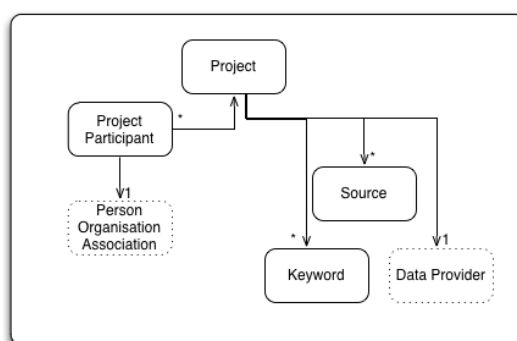 Project
Project
Participant
*
1
Person
Organisation
Association
*
Source
*
Keyword
1
Data Provider